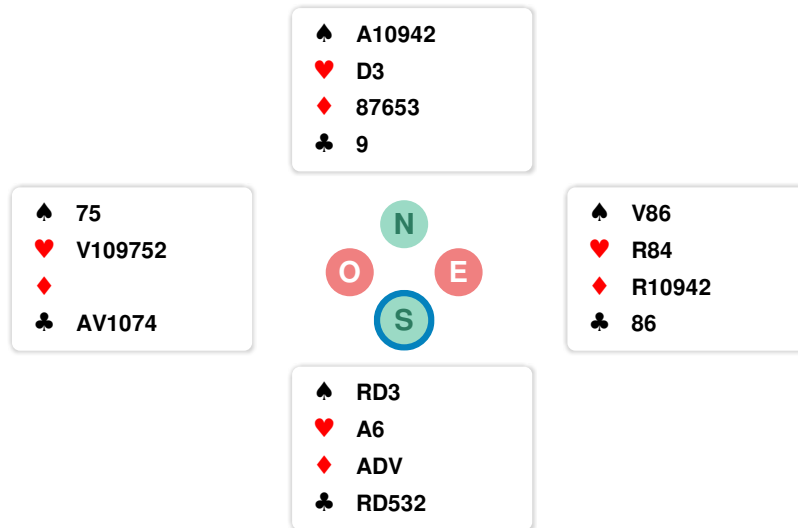 ♠ A10942
♥ D3
♦ 87653
♣ 9
♠ 75
♥ V109752
♦
♣ AV1074
N
O
E
S
♠ V86
♥ R84
♦ R10942
♣ 86
♠ RD3
♥ A6
♦ ADV
♣ RD532